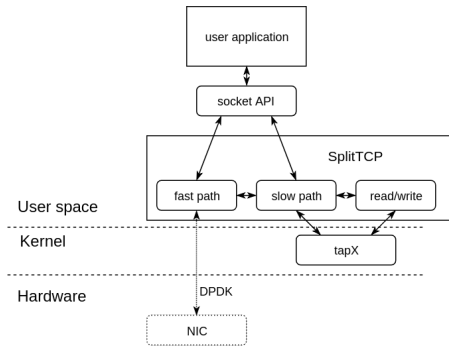 user application
socket API
SplitTCP
fast path
slow path
read/write
User space
Kernel
tapX
Hardware
DPDK
NIC